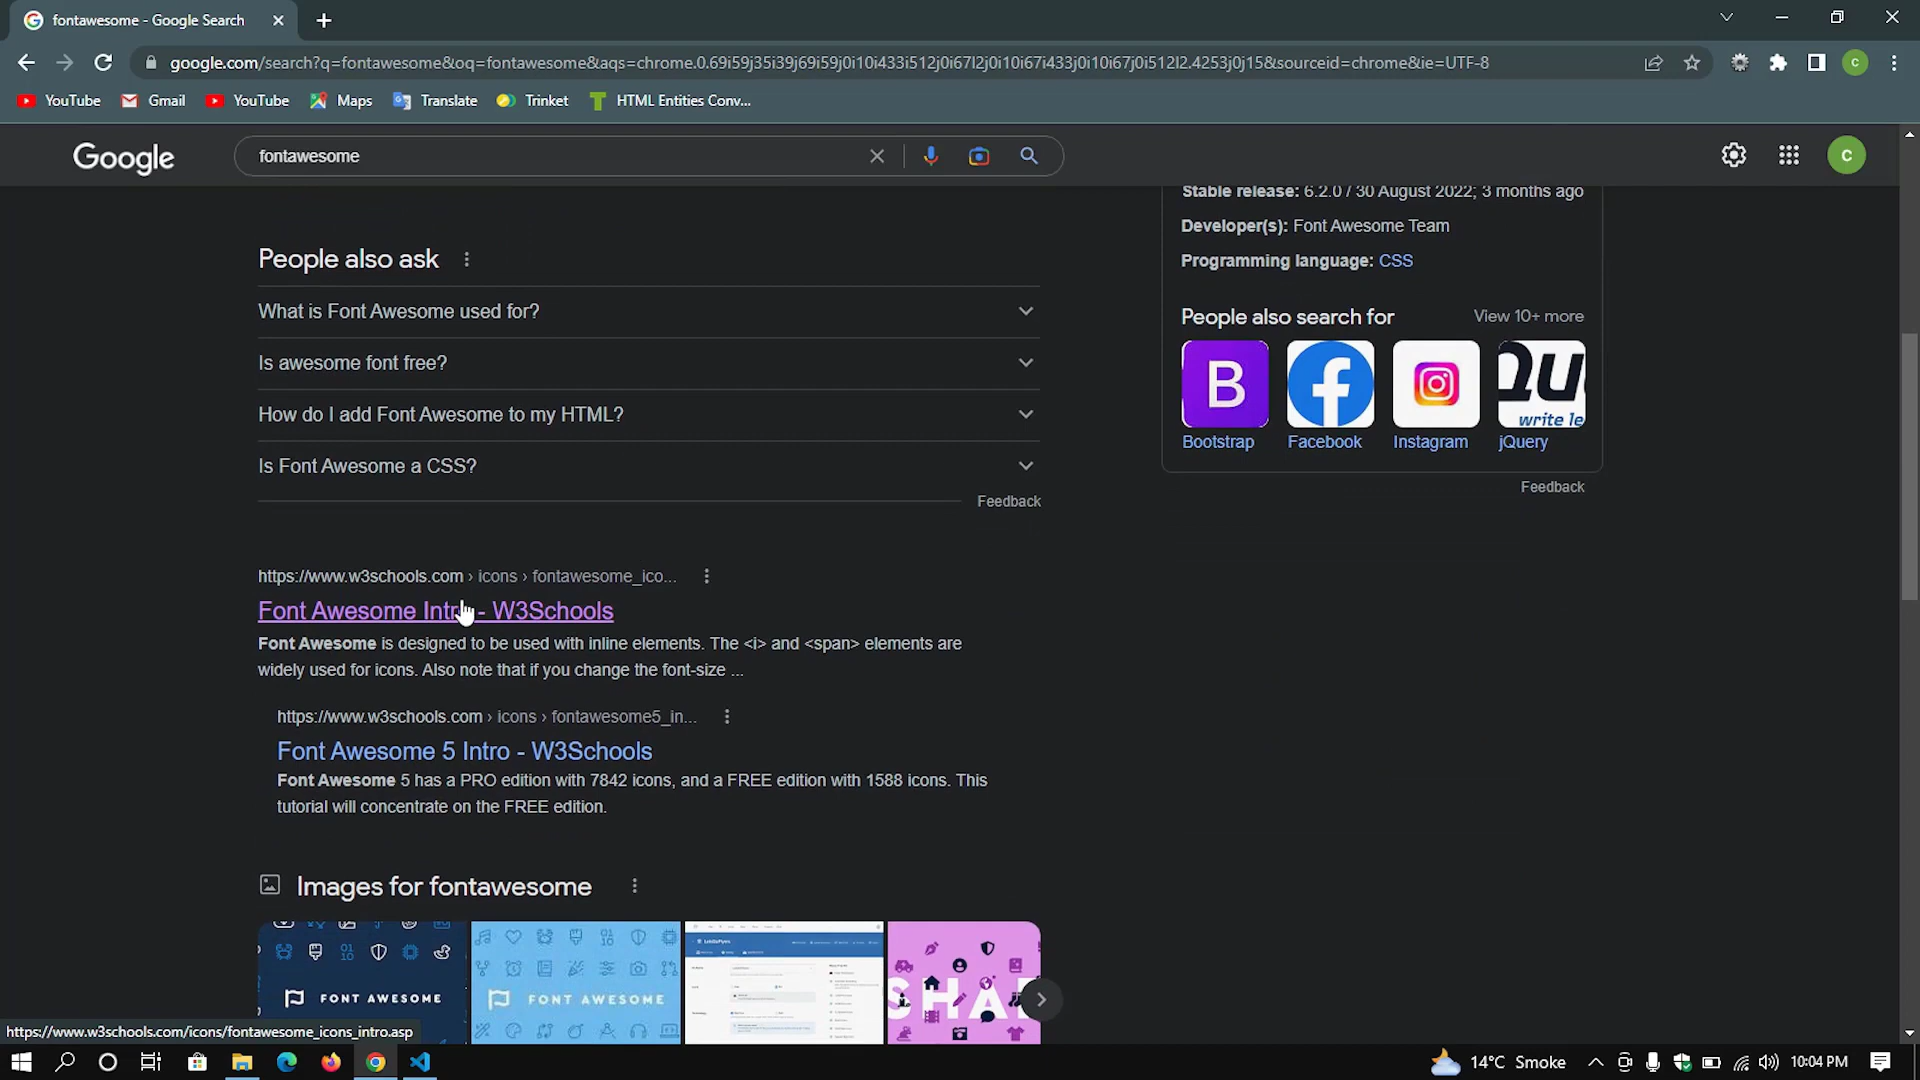 fontawesome - Google Search
google.com/search?q=fontawesome&oq=fontawesome&aqs=chrome.0.69i59j35i39j69i59j0i10i433i512j0i67l2j0i10i67i433j0i10i67j0i512l2.4253j0j15&sourceid=chrome&ie=UTF-8
C
YouTube
Gmail
YouTube
Maps
Translate
Trinket
HTML Entities Conv...
Google
fontawesome
C
Stable release: 6.2.0 / 30 August 2022; 3 months ago
Developer(s): Font Awesome Team
Programming language: CSS
People also search for
View 10+ more
B
write le
Bootstrap
Facebook
Instagram
jQuery
Feedback
People also ask
What is Font Awesome used for?
Is awesome font free?
How do I add Font Awesome to my HTML?
Is Font Awesome a CSS?
Feedback
https://www.w3schools.com › icons › fontawesome_ico...
Font Awesome Intro - W3Schools
Font Awesome is designed to be used with inline elements. The <i> and <span> elements are
widely used for icons. Also note that if you change the font-size ...
https://www.w3schools.com › icons › fontawesome5_in...
Font Awesome 5 Intro - W3Schools
Font Awesome 5 has a PRO edition with 7842 icons, and a FREE edition with 1588 icons. This
tutorial will concentrate on the FREE edition.
Images for fontawesome
FONT AWESOME
FONT AWESOME
https://www.w3schools.com/icons/fontawesome_icons_intro.asp
14°C Smoke
10:04 PM